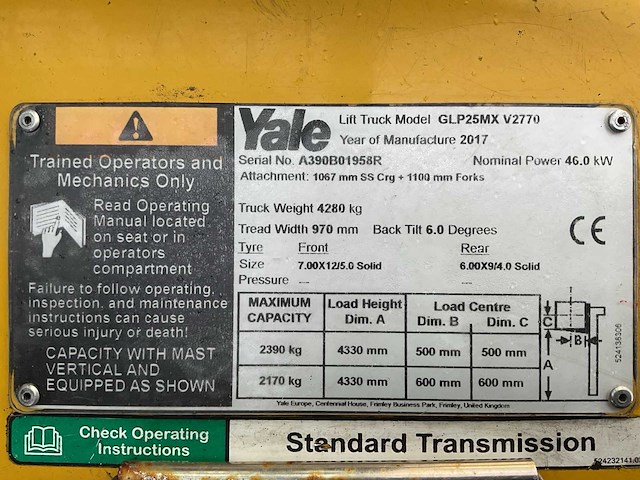 Trained Operators and
Mechanics Only
Read Operating
Manual located
on seat or in
operators
compartment
Failure to follow operating,
inspection, and maintenance
instructions can cause
serious injury or death!
CAPACITY WITH MAST
VERTICAL AND
EQUIPPED AS SHOWN
Yale Lift Truck Model GLP25MX V2770
Year of Manufacture 2017
Serial No. A390B01958R Nominal Power 46.0 kW
Attachment: 1067 mm SS Crg + 1100 mm Forks
Truck Weight 4280 kg
Tread Width 970 mm Back Tilt 6.0 Degrees
CE
Tyre Front Rear
Size 7.00X12/5.0 Solid 6.00X9/4.0 Solid
Pressure -- --
MAXIMUM CAPACITY Load Height Dim. A Load Centre Dim. B Dim. C
2390 kg 4330 mm 500 mm 500 mm
2170 kg 4330 mm 600 mm 600 mm
C
B
A
524138306
Yale Europe, Centennial House, Frimley Business Park, Frimley, United Kingdom
Check Operating
Instructions
Standard Transmission